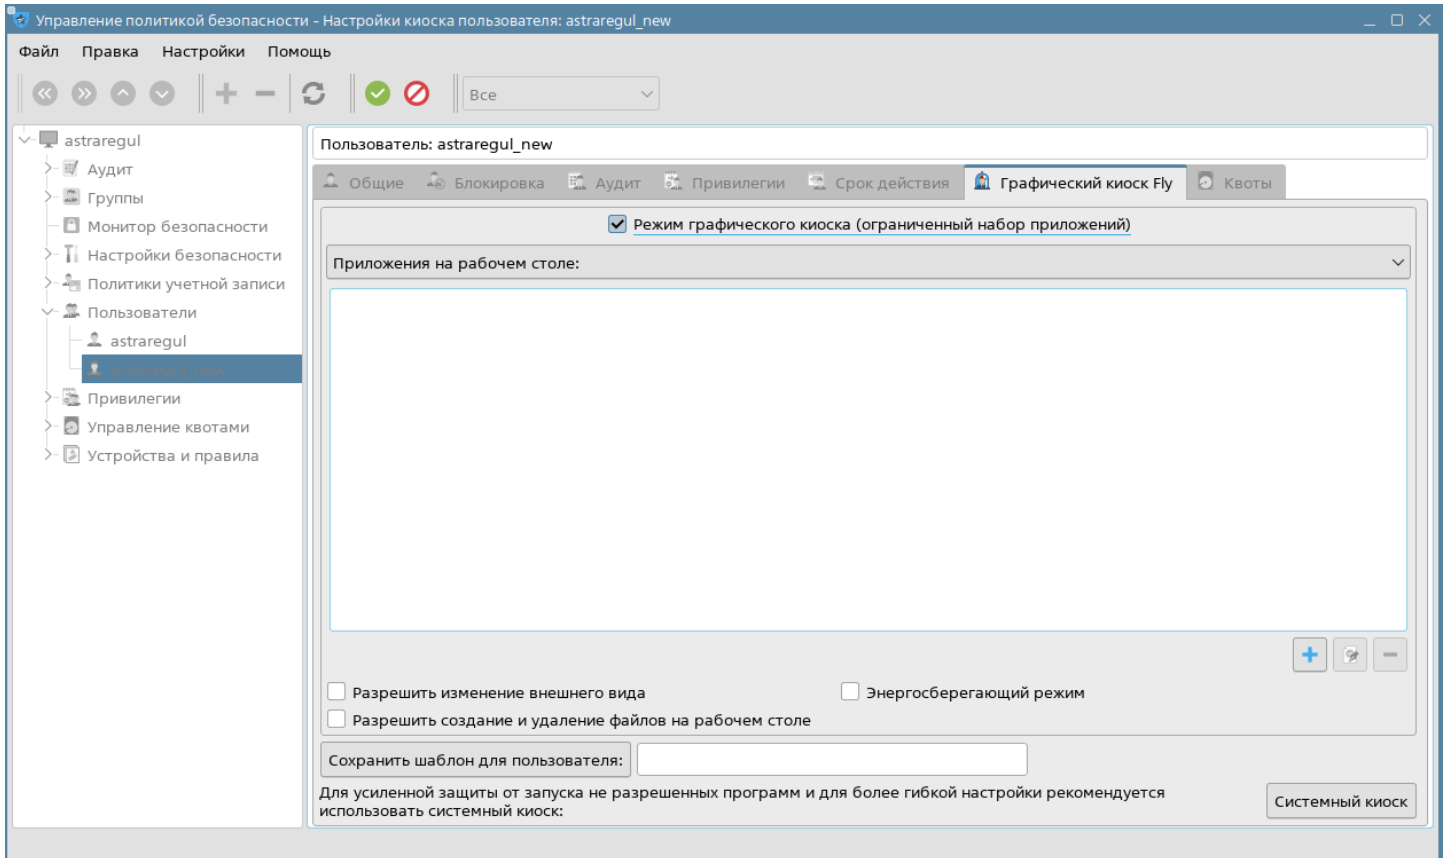 Управление политикой безопасности - Настройки киоска пользователя: astraregul_new
Файл Правка Настройки Помощь
Все
astraregul
Аудит
Группы
Монитор безопасности
Настройки безопасности
Политики учетной записи
Пользователи
astraregul
astraregul_new
Привилегии
Управление квотами
Устройства и правила
Пользователь: astraregul_new
Общие Блокировка Аудит Привилегии Срок действия Графический киоск Fly Квоты
Режим графического киоска (ограниченный набор приложений)
Приложения на рабочем столе:
Разрешить изменение внешнего вида Энергосберегающий режим
Разрешить создание и удаление файлов на рабочем столе
Сохранить шаблон для пользователя:
Для усиленной защиты от запуска не разрешенных программ и для более гибкой настройки рекомендуется
использовать системный киоск:
Системный киоск